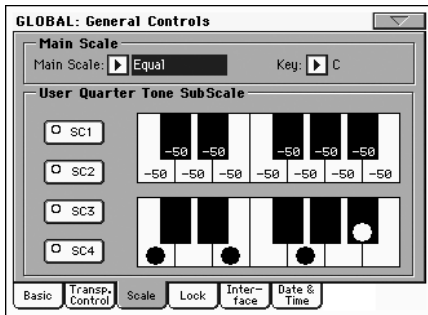 GLOBAL: General Controls
Main Scale
Main Scale: Equal Key: C
User Quarter Tone SubScale
SC1
-50 -50 -50 -50 -50
SC2
-50 -50 -50 -50 -50 -50 -50
SC3
SC4
Basic Transp. Control Scale Lock Inter-face Date & Time